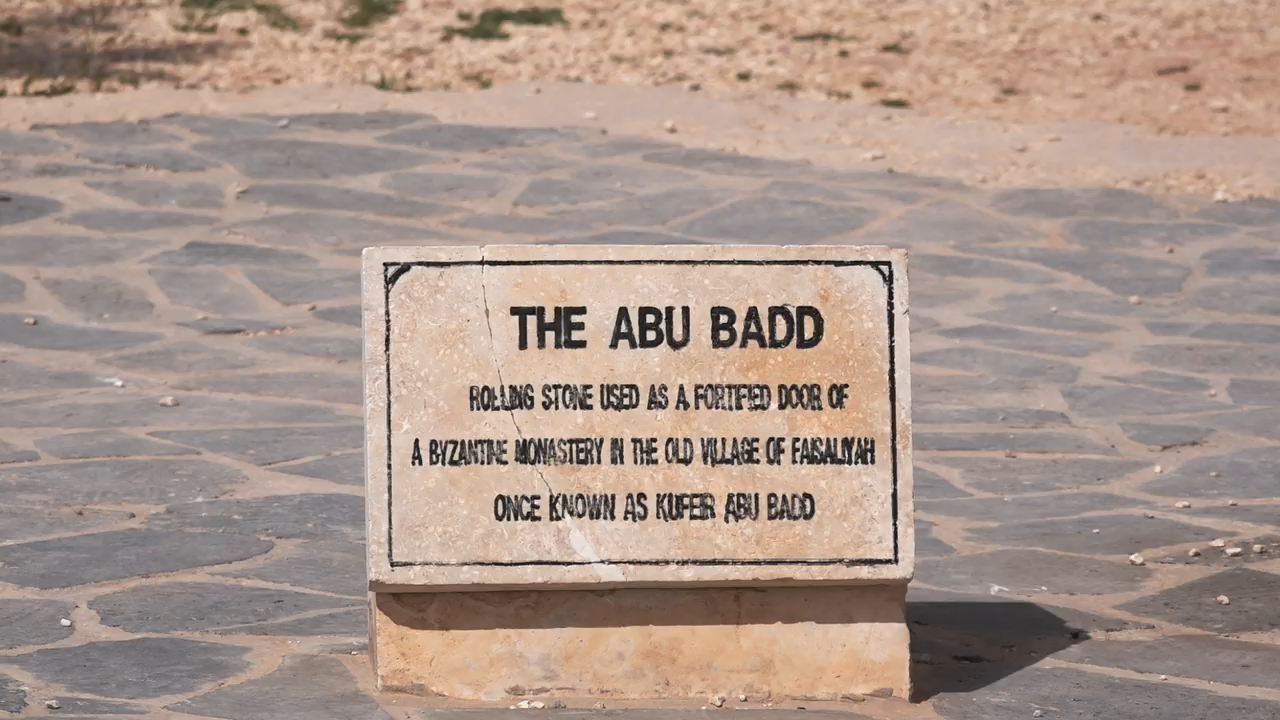 THE ABU BADD
ROLLING STONE USED AS A FORTIFIED DOOR OF
A BYZANTINE MONASTERY IN THE OLD VILLAGE OF FAISALIYAH
ONCE KNOWN AS KUFEIR ABU BADD